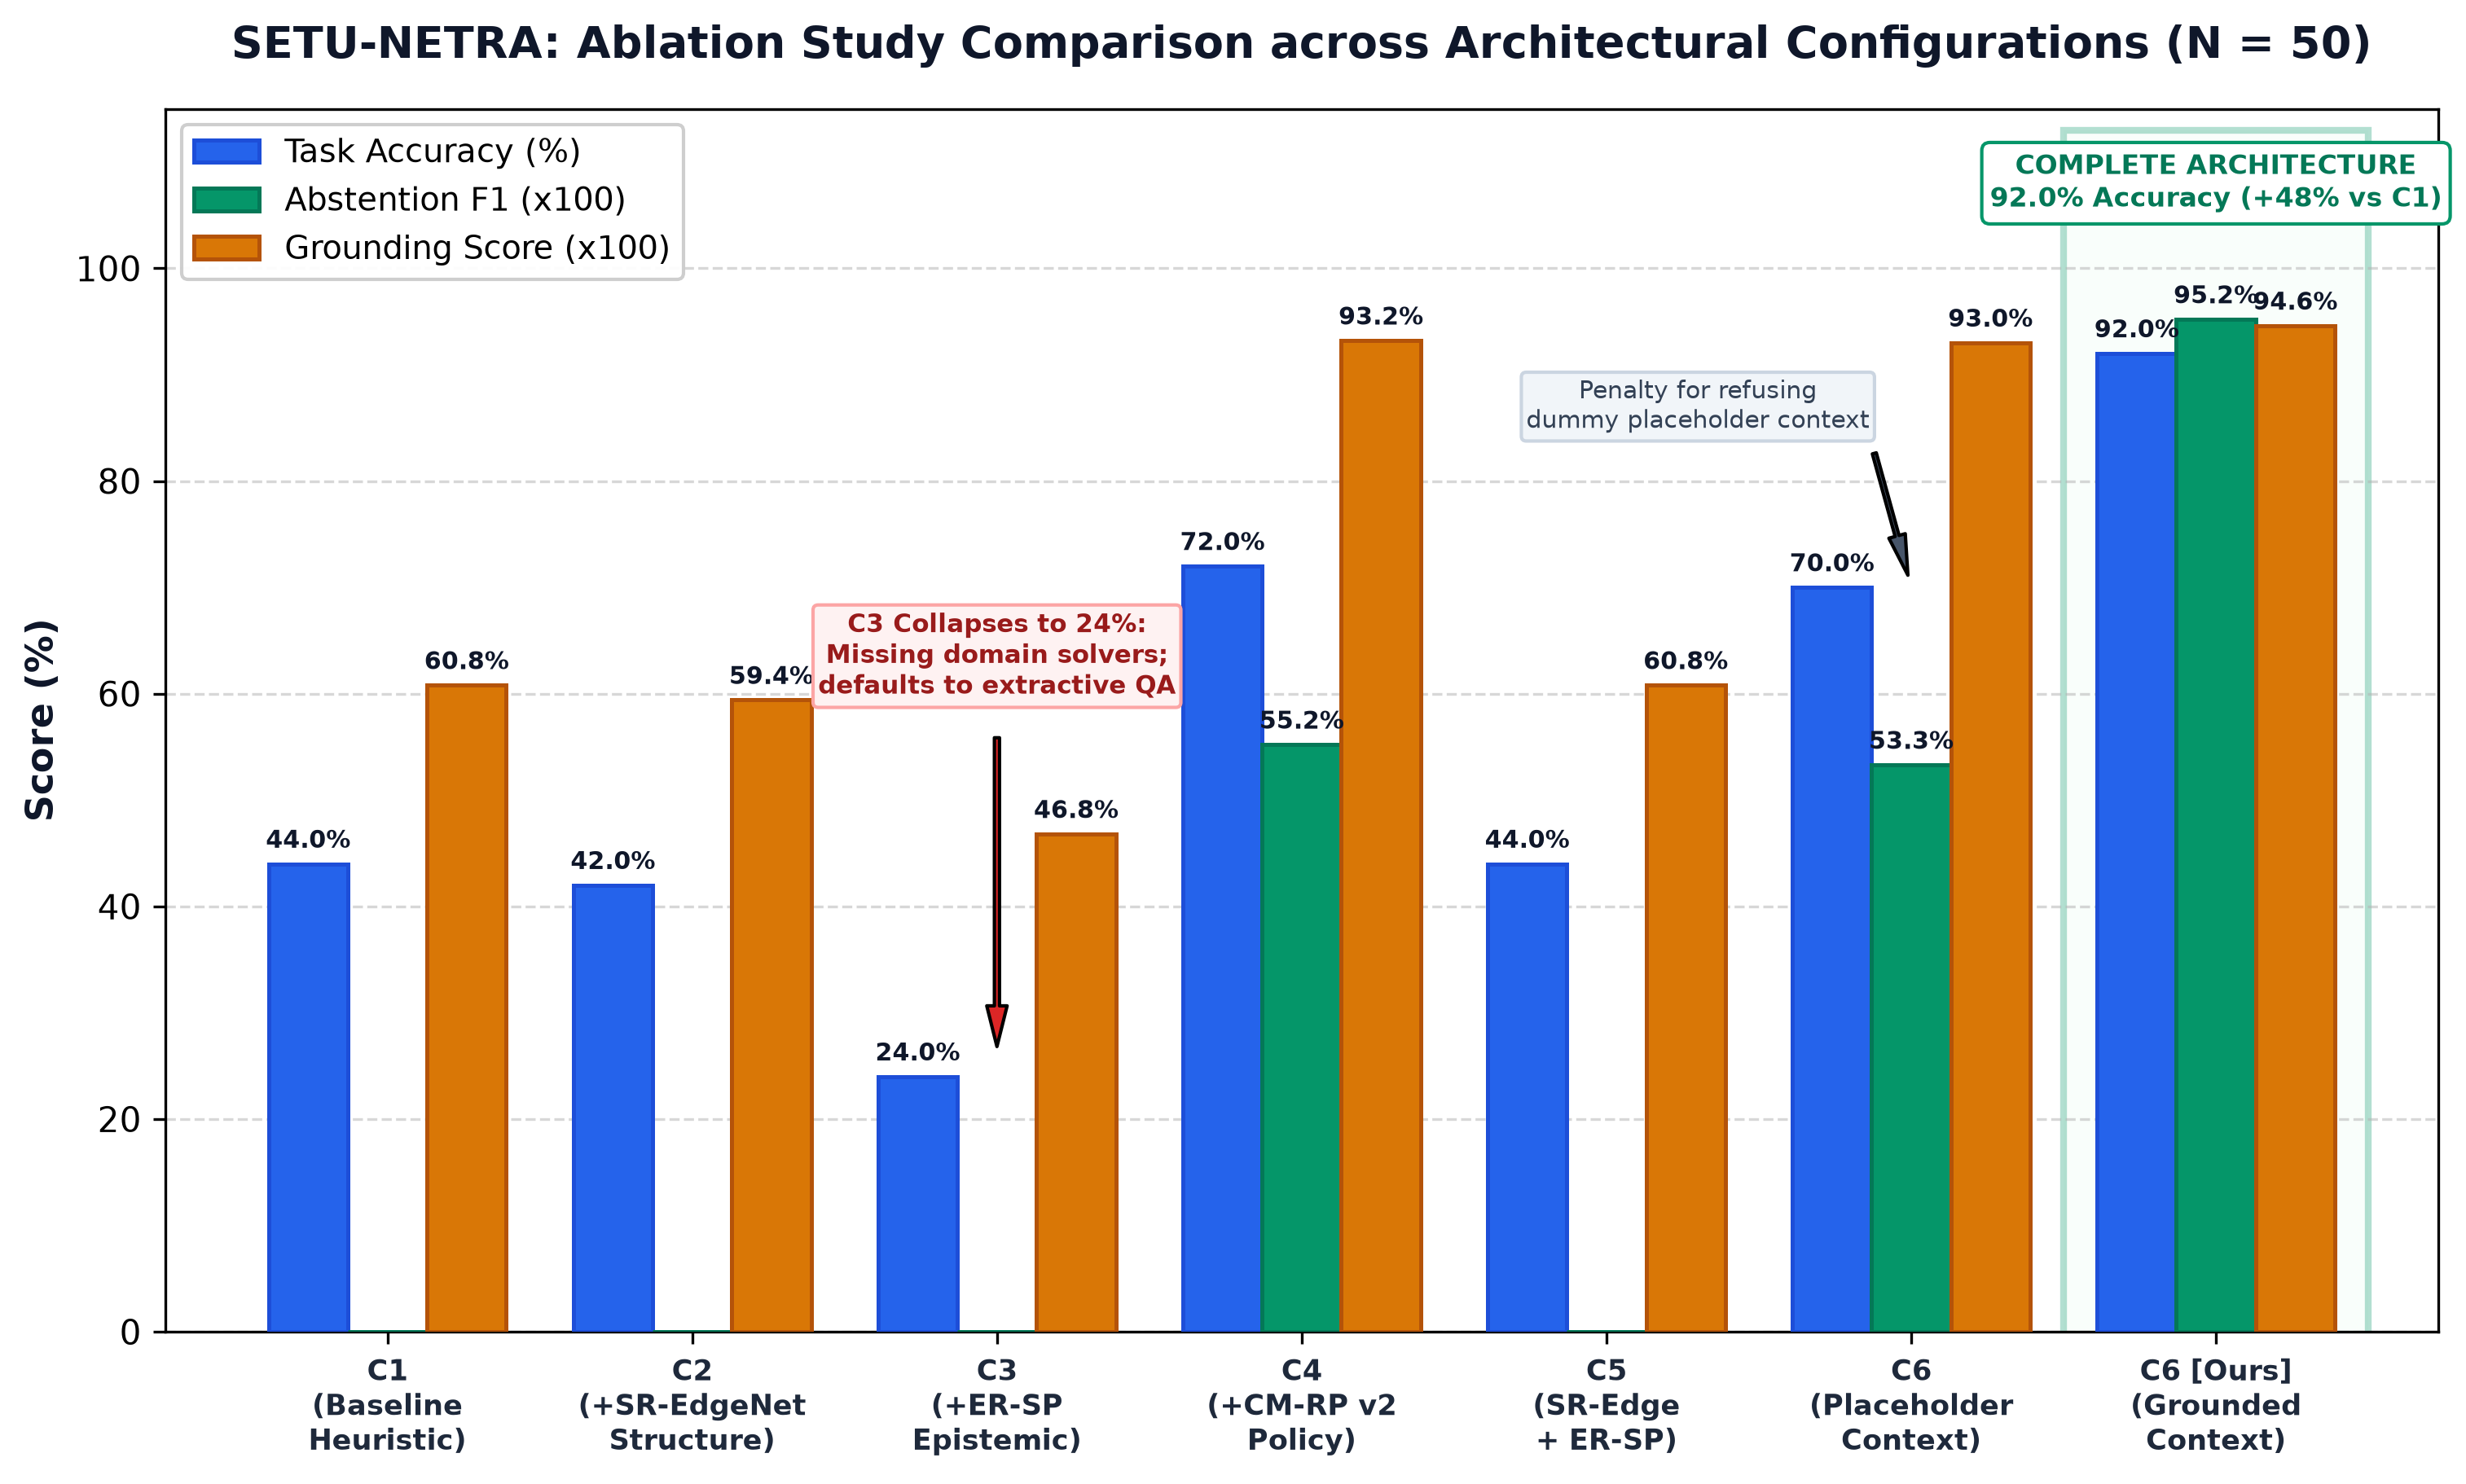 SETU-NETRA: Ablation Study Comparison across Architectural Configurations (N = 50)
Task Accuracy (%)
Abstention F1 (x100)
Grounding Score (x100)
COMPLETE ARCHITECTURE
92.0% Accuracy (+48% vs C1)
Penalty for refusing
dummy placeholder context
C3 Collapses to 24%:
Missing domain solvers;
defaults to extractive QA
Score (%)
100
80
60
40
20
0
44.0%
60.8%
42.0%
59.4%
24.0%
46.8%
72.0%
55.2%
93.2%
44.0%
60.8%
70.0%
53.3%
93.0%
92.0%
95.2%
94.6%
C1
(Baseline
Heuristic)
C2
(+SR-EdgeNet
Structure)
C3
(+ER-SP
Epistemic)
C4
(+CM-RP v2
Policy)
C5
(SR-Edge
+ ER-SP)
C6
(Placeholder
Context)
C6 [Ours]
(Grounded
Context)